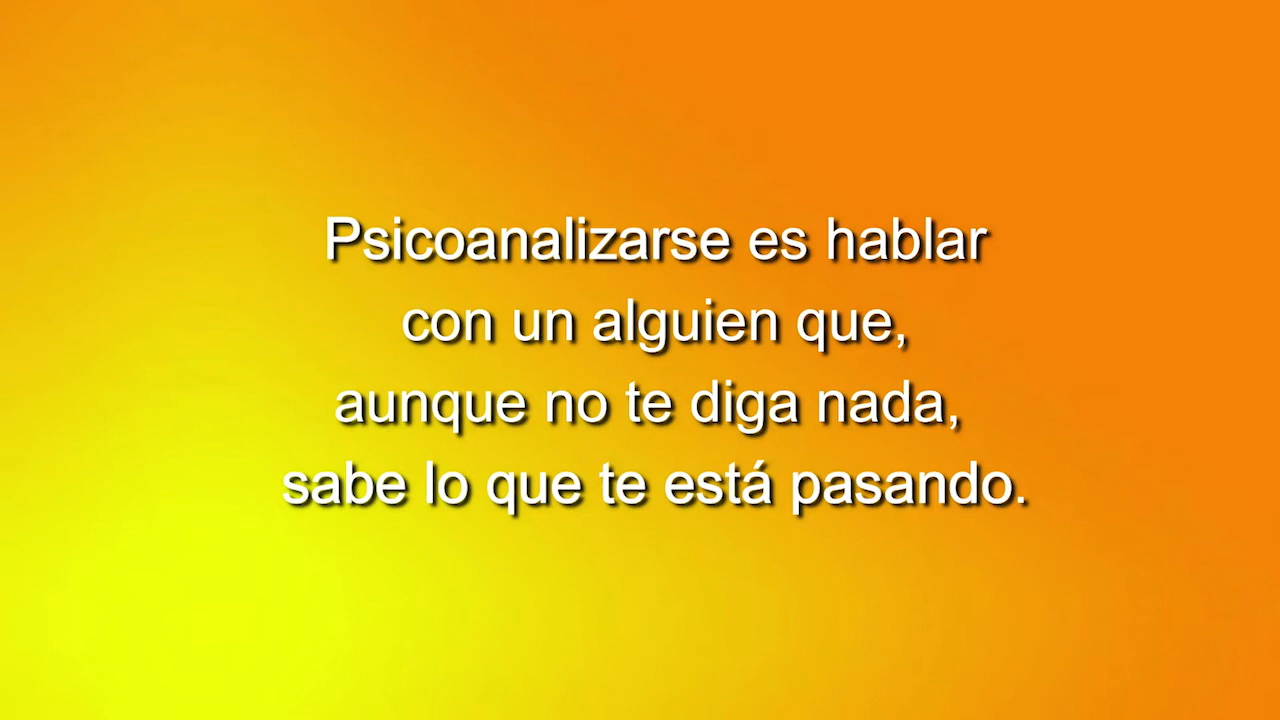 Psicoanalizarse es hablar
con un alguien que,
aunque no te diga nada,
sabe lo que te está pasando.